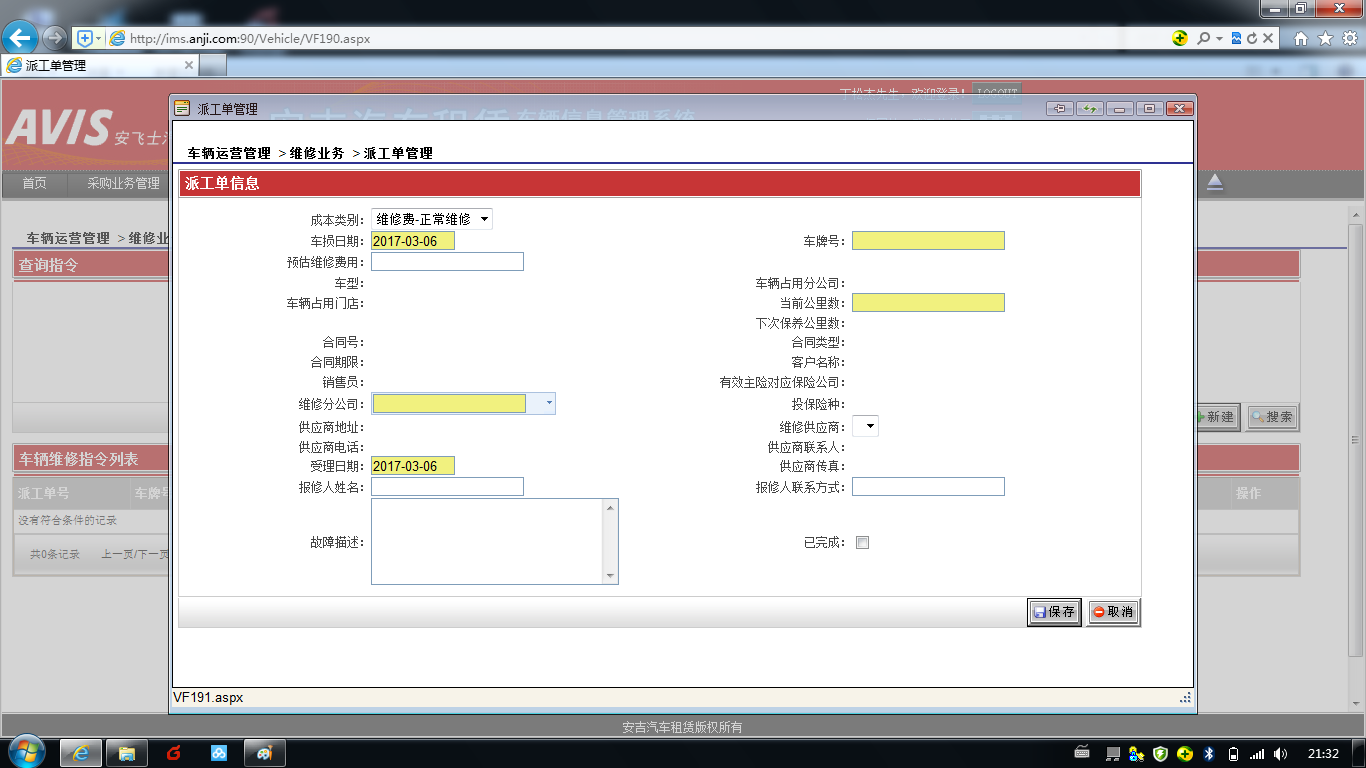 http://ims.anji.com:90/Vehicle/VF190.aspx
派工单管理
派工单管理
AVIS 安飞士
首页 采购业务管理
车辆运营管理 >维修业务 >派工单管理
派工单信息
车辆运营管理 >维修业
查询指令
成本类别: 维修费-正常维修
车损日期: 2017-03-06 车牌号:
预估维修费用:
车型: 车辆占用分公司:
车辆占用门店: 当前公里数:
下次保养公里数:
合同号: 合同类型:
合同期限: 客户名称:
销售员: 有效主险对应保险公司:
维修分公司: 投保险种:
供应商地址: 维修供应商:
供应商电话: 供应商联系人:
受理日期: 2017-03-06 供应商传真:
报修人姓名: 报修人联系方式:
故障描述: 已完成:
保存 取消
新建 搜索
车辆维修指令列表
派工单号 车牌号 操作
没有符合条件的记录
共0条记录 上一页/下一页
VF191.aspx
安吉汽车租赁版权所有
21:32